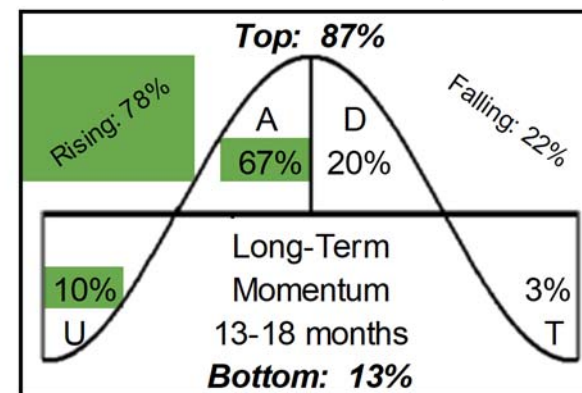 Top: 87%
Rising: 78%
Falling: 22%
A D
67% 20%
Long-Term
10% Momentum 3%
U 13-18 months T
Bottom: 13%